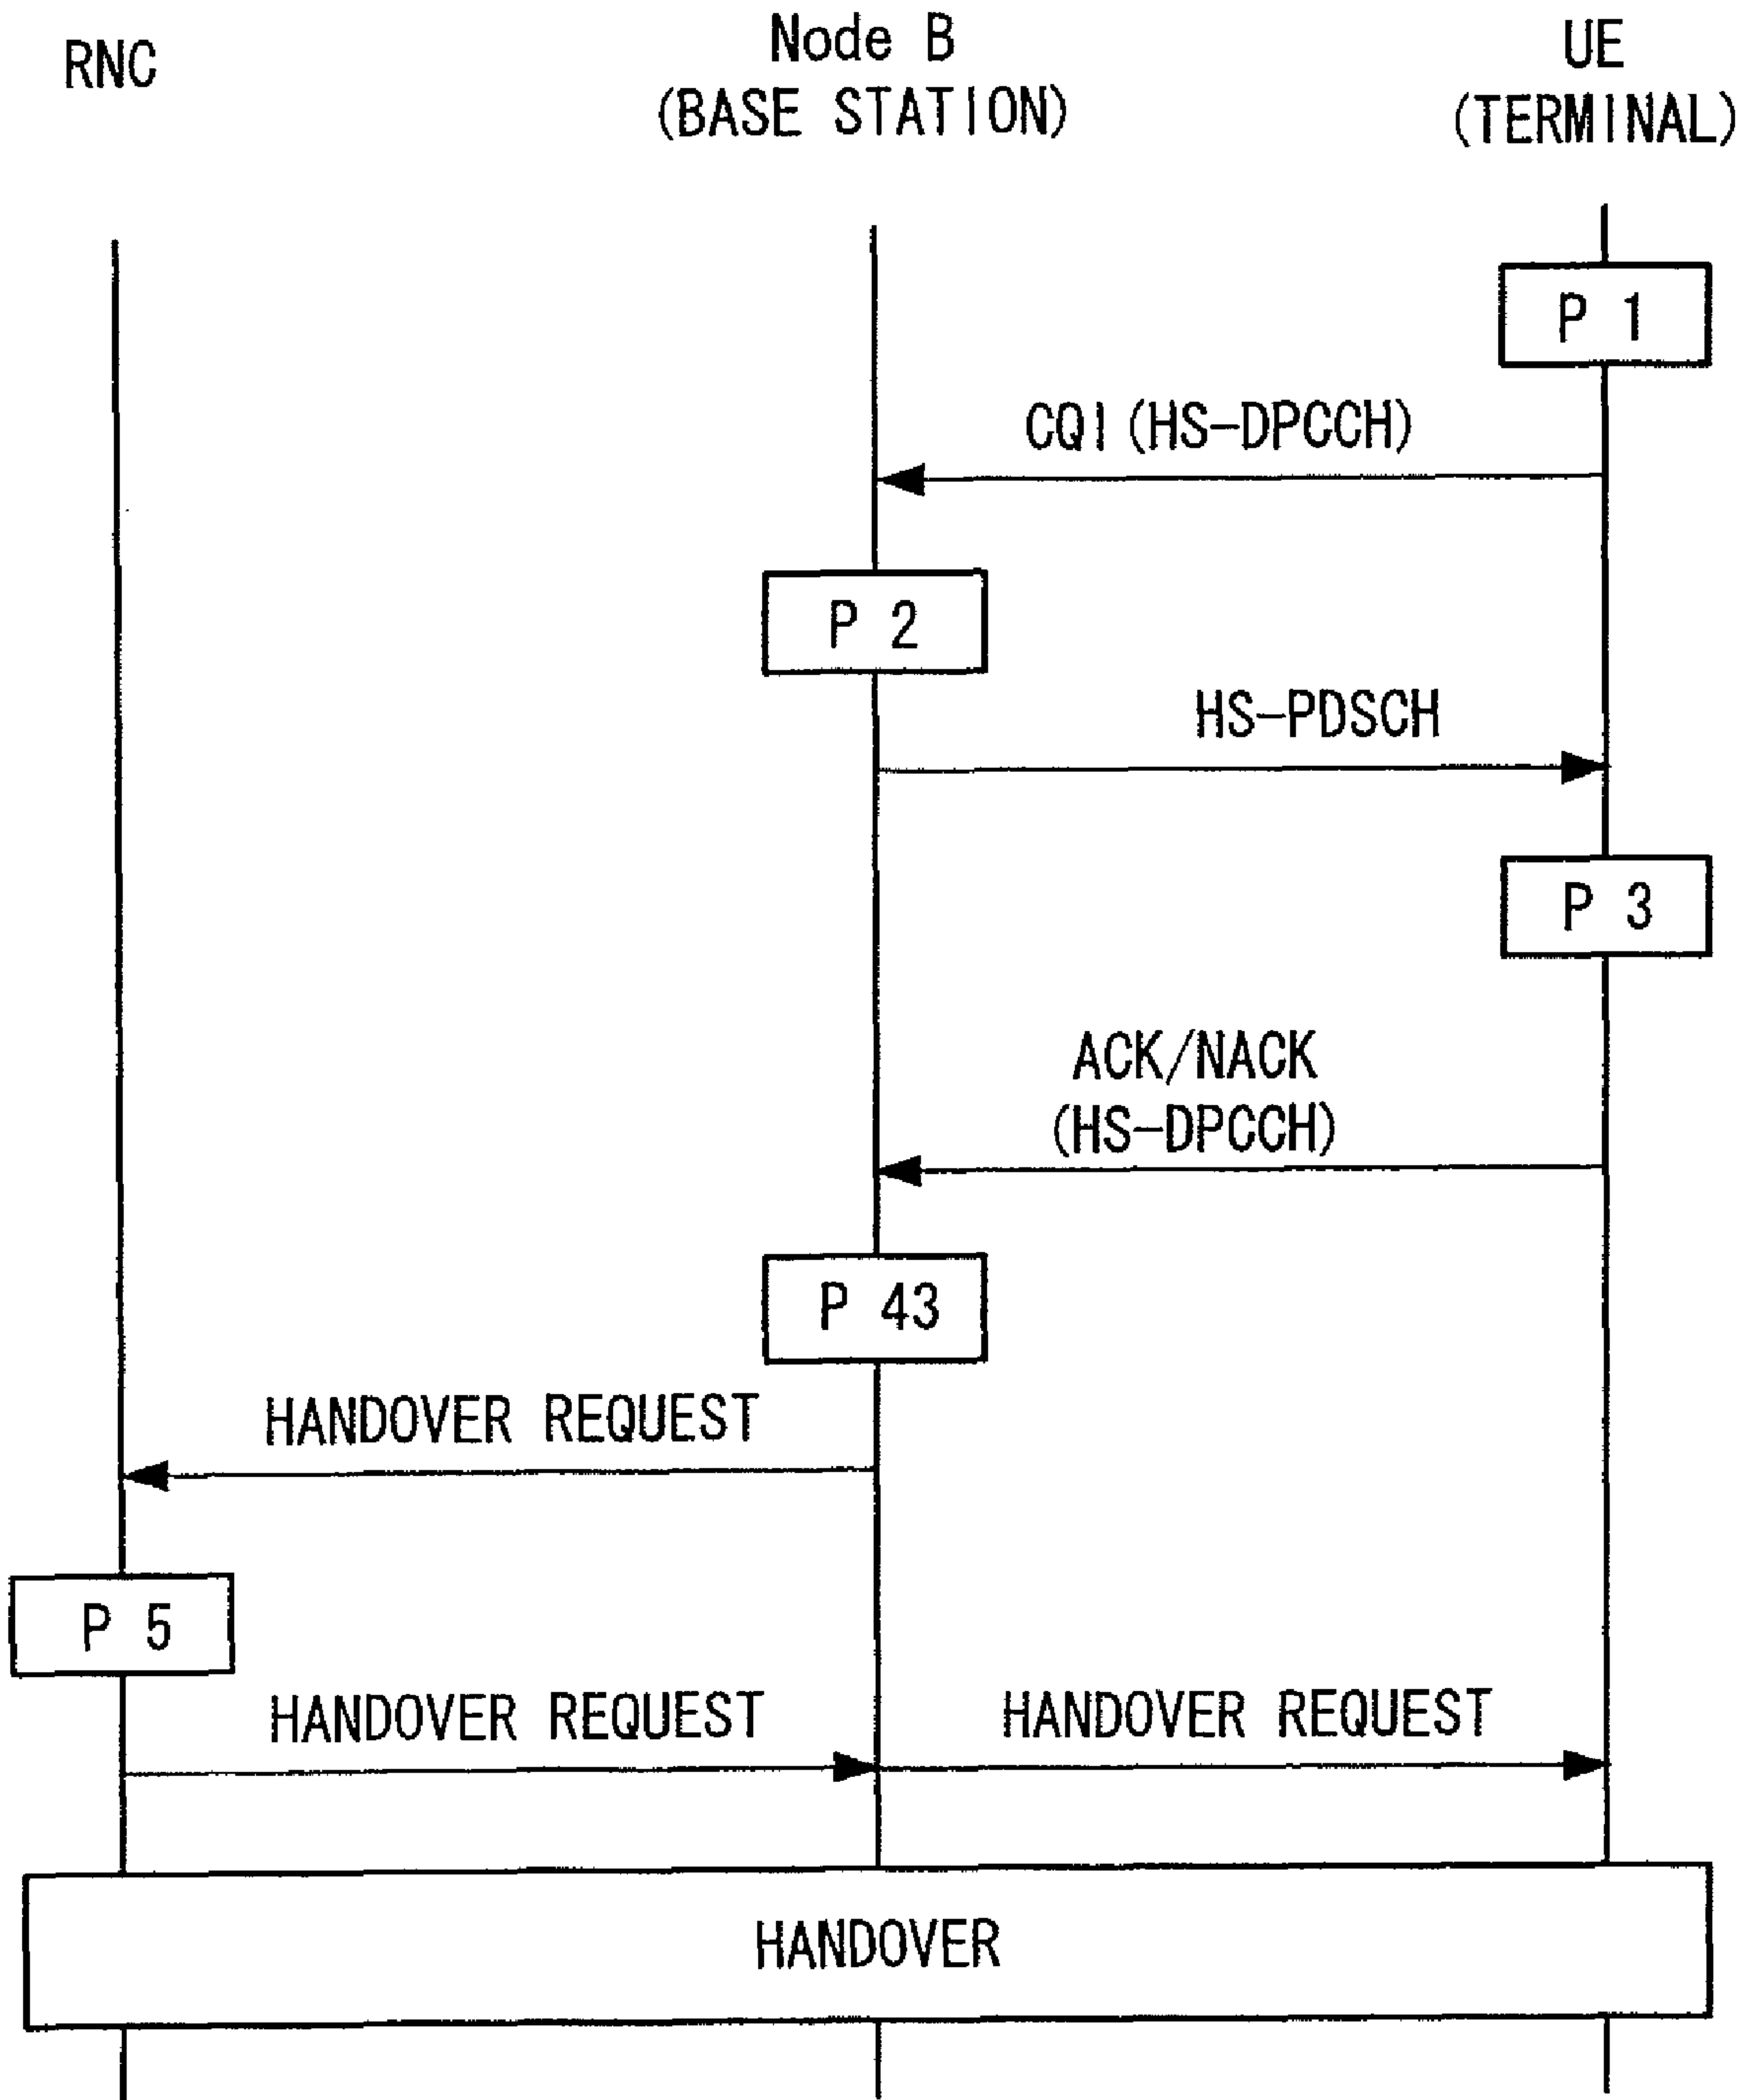 RNC
Node B
(BASE STATION)
UE
(TERMINAL)
P 1
CQI (HS-DPCCH)
P 2
HS-PDSCH
P 3
ACK/NACK
(HS-DPCCH)
P 43
HANDOVER REQUEST
P 5
HANDOVER REQUEST
HANDOVER REQUEST
HANDOVER